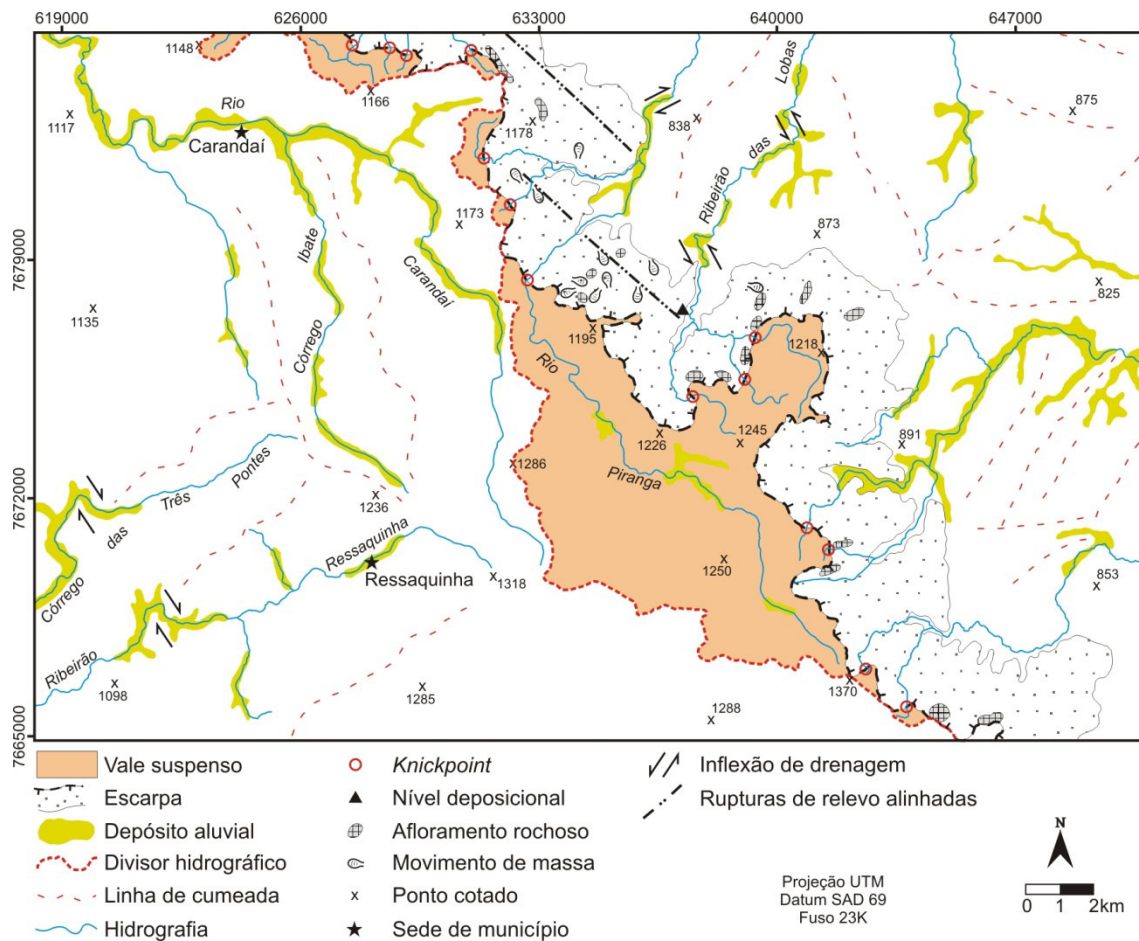 619000
626000
633000
640000
647000
1148
1166
1117
Rio
Carandaí
1178
838
Lobas
875
das
Ribeirão
1173
873
7679000
Ibate
Córrego
Carandaí
825
1135
1195
1218
Rio
1245
1226
891
1286
Piranga
Pontes
Três
das
Córrego
1236
7672000
Ressaquinha
Ressaquinha
1318
1250
853
Ribeirão
1098
1285
1370
1288
7665000
Vale suspenso
Escarpa
Depósito aluvial
Divisor hidrográfico
Linha de cumeada
Hidrografia
Knickpoint
Nível deposicional
Afloramento rochoso
Movimento de massa
Ponto cotado
Sede de município
Inflexão de drenagem
Rupturas de relevo alinhadas
Projeção UTM
Datum SAD 69
Fuso 23K
N
0 1 2km